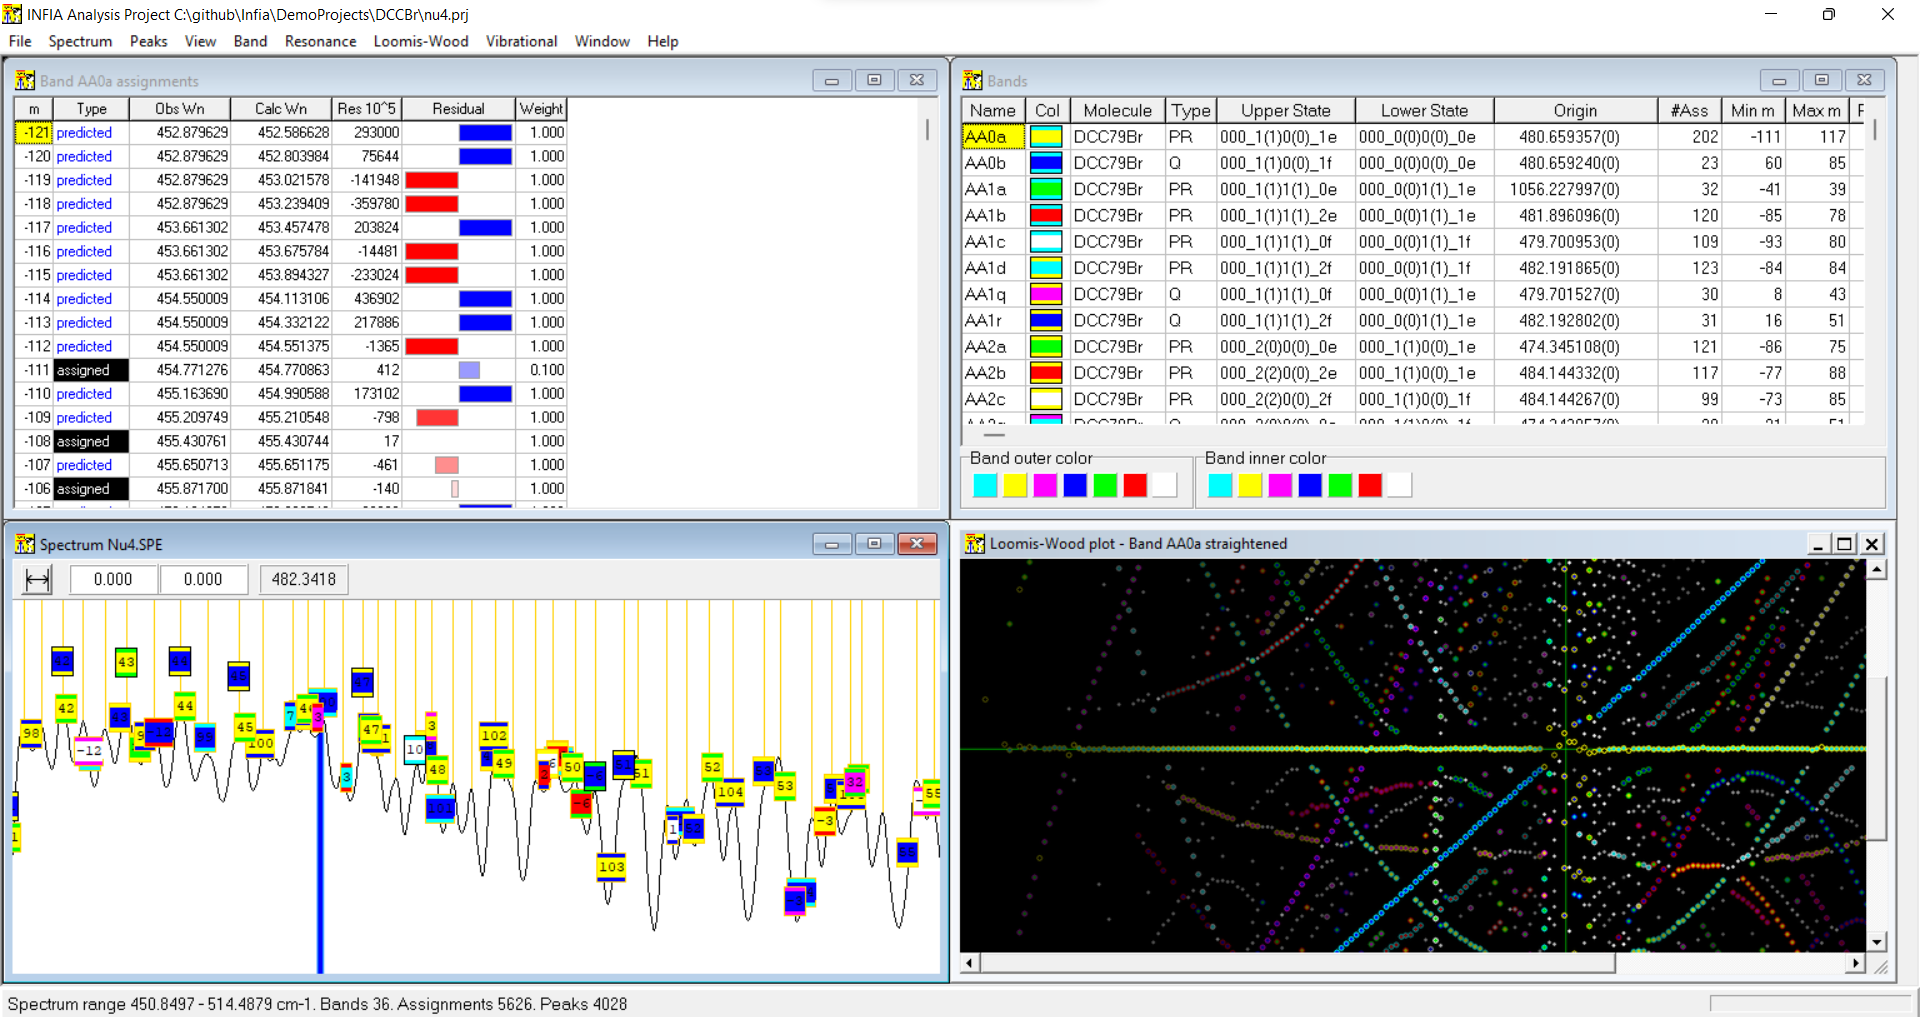 INFIA Analysis Project C:\github\Infia\DemoProjects\DCCBr\nu4.prj
File Spectrum Peaks View Band Resonance Loomis-Wood Vibrational Window Help
Band AA0a assignments
m Type Obs Wn Calc Wn Res 10^5 Residual Weight
-121 predicted 452.879629 452.586628 293000 1.000
-120 predicted 452.879629 452.803984 75644 1.000
-119 predicted 452.879629 453.021578 -141948 1.000
-118 predicted 452.879629 453.239409 -359780 1.000
-117 predicted 453.661302 453.457478 203824 1.000
-116 predicted 453.661302 453.675784 -14481 1.000
-115 predicted 453.661302 453.894327 -233024 1.000
-114 predicted 454.550009 454.113106 436902 1.000
-113 predicted 454.550009 454.332122 217886 1.000
-112 predicted 454.550009 454.551375 -1365 1.000
-111 assigned 454.771276 454.770863 412 0.100
-110 predicted 455.163690 454.990588 173102 1.000
-109 predicted 455.209749 455.210548 -798 1.000
-108 assigned 455.430761 455.430744 17 1.000
-107 predicted 455.650713 455.651175 -461 1.000
-106 assigned 455.871700 455.871841 -140 1.000
Bands
Name Col Molecule Type Upper State Lower State Origin #Ass Min m Max m
AA0a DCC79Br PR 000_1(1)0(0)_1e 000_0(0)0(0)_0e 480.659357(0) 202 -111 117
AA0b DCC79Br Q 000_1(1)0(0)_1f 000_0(0)0(0)_0e 480.659240(0) 23 60 85
AA1a DCC79Br PR 000_1(1)1(1)_0e 000_0(0)1(1)_1e 1056.227997(0) 32 -41 39
AA1b DCC79Br PR 000_1(1)1(1)_2e 000_0(0)1(1)_1e 481.896096(0) 120 -85 78
AA1c DCC79Br PR 000_1(1)1(1)_0f 000_0(0)1(1)_1f 479.700953(0) 109 -93 80
AA1d DCC79Br PR 000_1(1)1(1)_2f 000_0(0)1(1)_1f 482.191865(0) 123 -84 84
AA1q DCC79Br Q 000_1(1)1(1)_0f 000_0(0)1(1)_1e 479.701527(0) 30 8 43
AA1r DCC79Br Q 000_1(1)1(1)_2f 000_0(0)1(1)_1e 482.192802(0) 31 16 51
AA2a DCC79Br PR 000_2(0)0(0)_0e 000_1(1)0(0)_1e 474.345108(0) 121 -86 75
AA2b DCC79Br PR 000_2(2)0(0)_2e 000_1(1)0(0)_1e 484.144332(0) 117 -77 88
AA2c DCC79Br PR 000_2(2)0(0)_2f 000_1(1)0(0)_1f 484.144267(0) 99 -73 85
Band outer color Band inner color
Spectrum Nu4.SPE
0.000 0.000 482.3418
42 43 44 45 47
98 42 43 -12 -12 44 55 45 100 7 3 3 47 10 3 48 101 102 49 50 -6 -6 51 51 103 52 104 1 52 53 53 -3 32 -3 55 56
Loomis-Wood plot - Band AA0a straightened
Spectrum range 450.8497 - 514.4879 cm-1. Bands 36. Assignments 5626. Peaks 4028